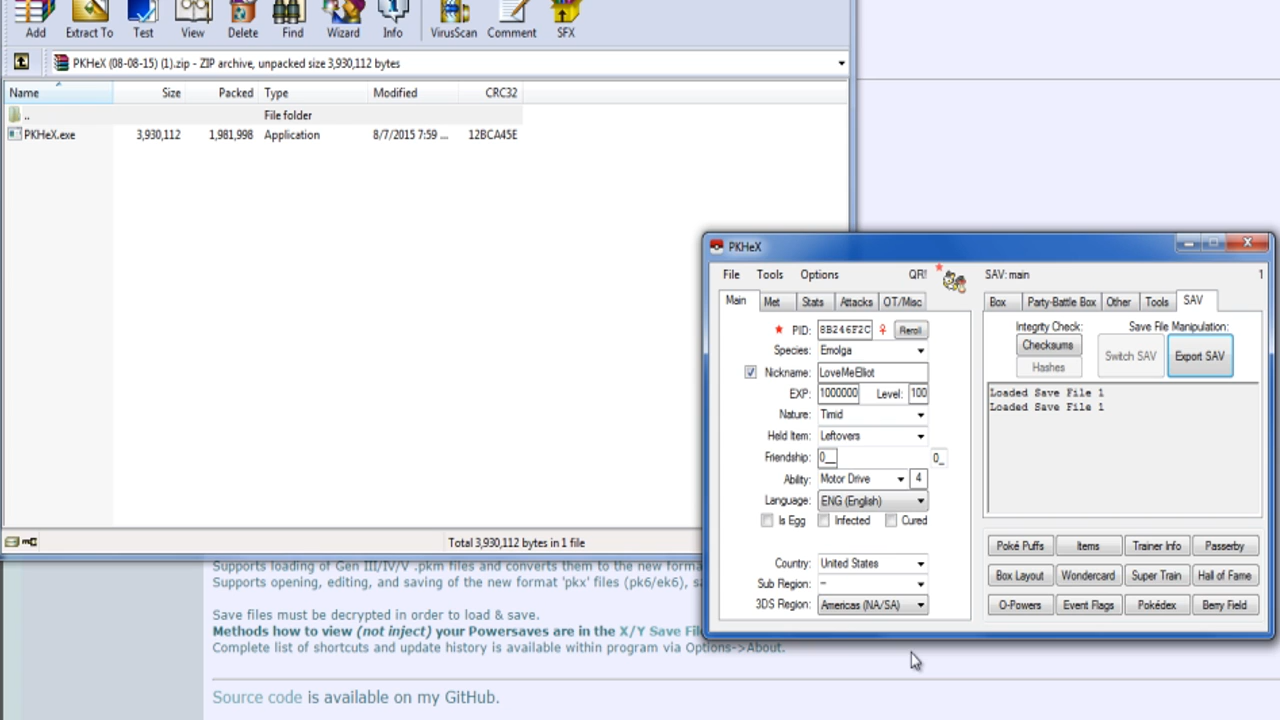 Add Extract To Test View Delete Find Wizard Info VirusScan Comment SFX
PKHeX (08-08-15) (1).zip - ZIP archive, unpacked size 3,930,112 bytes
Name Size Packed Type Modified CRC32
.. File folder
PKHeX.exe 3,930,112 1,981,998 Application 8/7/2015 7:59 ... 12BCA45E
Total 3,930,112 bytes in 1 file
PKHeX
File Tools Options QR! SAV: main 1
Main Met Stats Attacks OT/Misc
Box Party-Battle Box Other Tools SAV
PID: 8B246F2C Reroll
Species: Emolga
Nickname: LoveMeElliot
EXP: 1000000 Level: 100
Nature: Timid
Held Item: Leftovers
Friendship: 0__ 0_
Ability: Motor Drive 4
Language: ENG (English)
Is Egg Infected Cured
Country: United States
Sub Region: –
3DS Region: Americas (NA/SA)
Integrity Check: Save File Manipulation:
Checksums Switch SAV Export SAV
Hashes
Loaded Save File 1
Loaded Save File 1
Poké Puffs Items Trainer Info Passerby
Box Layout Wondercard Super Train Hall of Fame
O-Powers Event Flags Pokédex Berry Field
Supports loading of Gen III/IV/V .pkm files and converts them to the new forma
Supports opening, editing, and saving of the new format 'pkx' files (pk6/ek6), sa
Save files must be decrypted in order to load & save.
Methods how to view (not inject) your Powersaves are in the X/Y Save File
Complete list of shortcuts and update history is available within program via Options->About.
Source code is available on my GitHub.